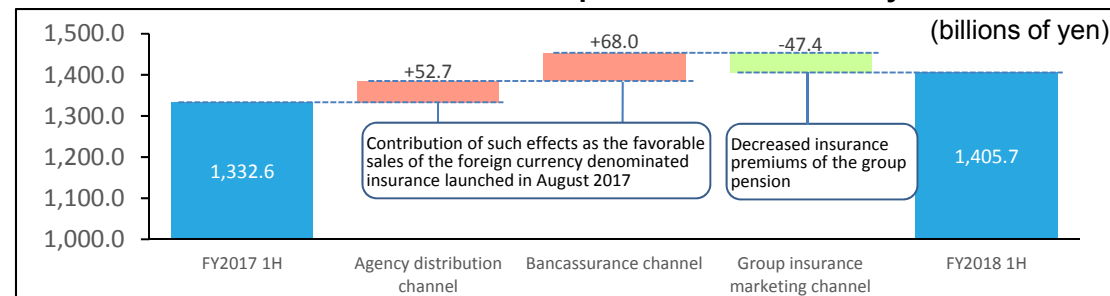 (billions of yen)
1,500.0
1,400.0
1,300.0
1,200.0
1,100.0
1,000.0
+52.7
+68.0
-47.4
1,332.6
1,405.7
Contribution of such effects as the favorable
sales of the foreign currency denominated
insurance launched in August 2017
Decreased insurance
premiums of the group
pension
FY2017 1H
Agency distribution
channel
Bancassurance channel
Group insurance
marketing channel
FY2018 1H